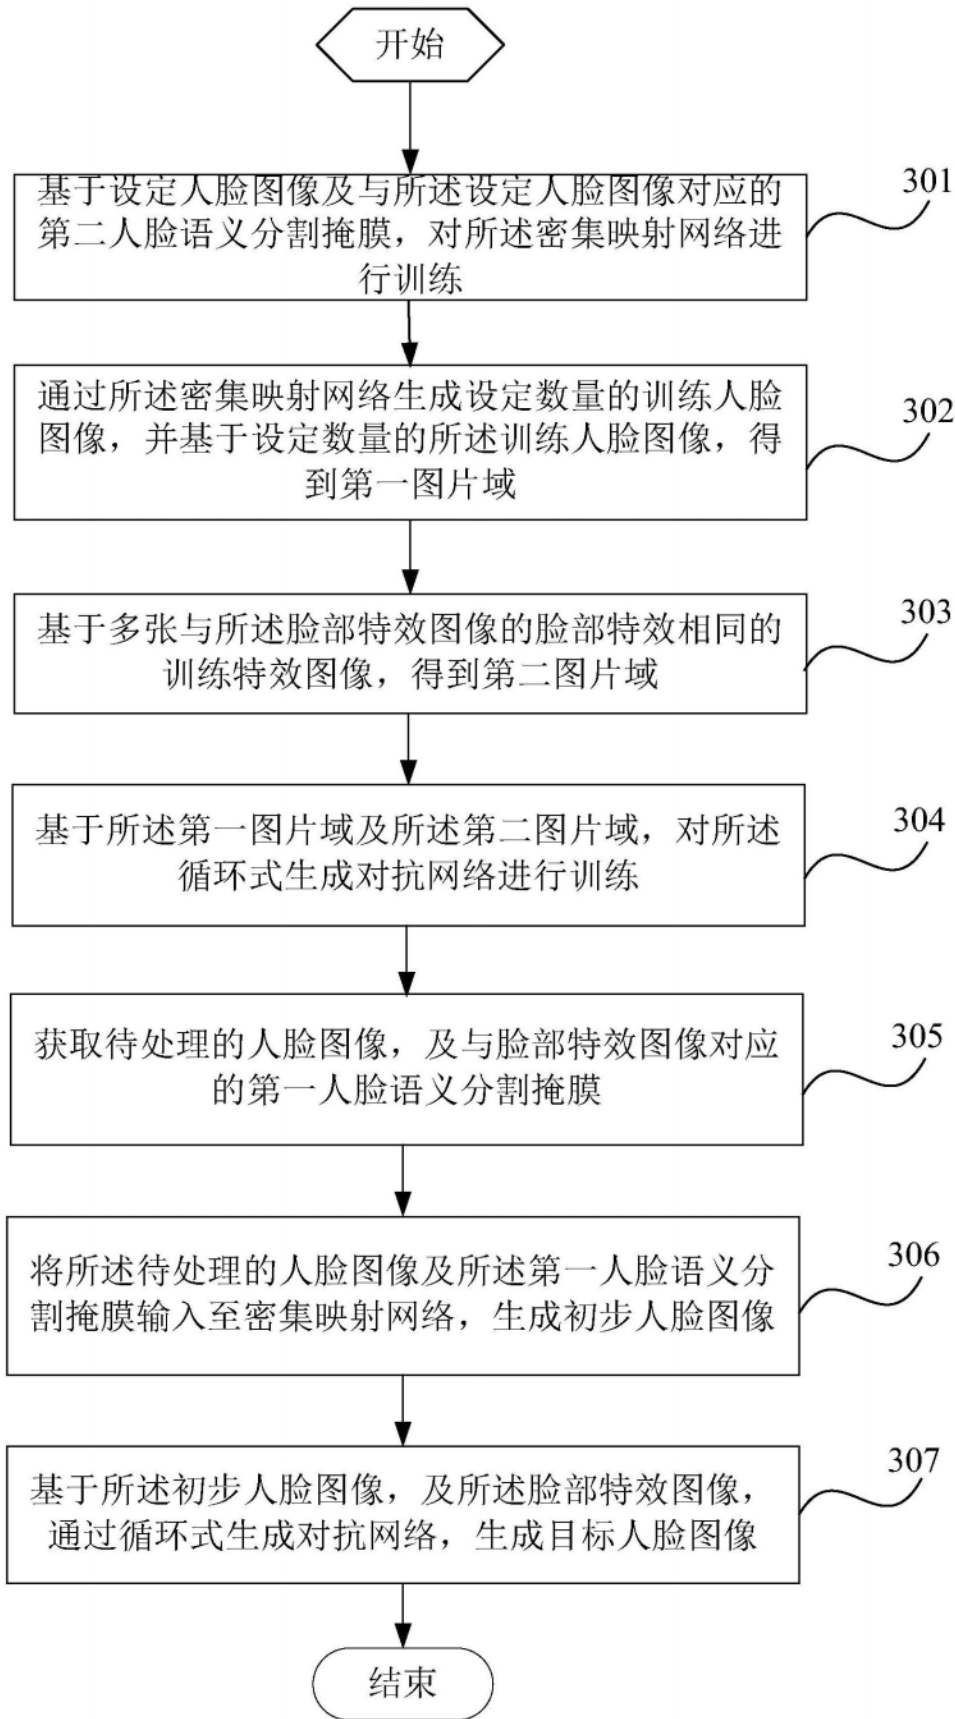 开始
基于设定人脸图像及与所述设定人脸图像对应的
第二人脸语义分割掩膜，对所述密集映射网络进
行训练
301
通过所述密集映射网络生成设定数量的训练人脸
图像，并基于设定数量的所述训练人脸图像，得
到第一图片域
302
基于多张与所述脸部特效图像的脸部特效相同的
训练特效图像，得到第二图片域
303
基于所述第一图片域及所述第二图片域，对所述
循环式生成对抗网络进行训练
304
获取待处理的人脸图像，及与脸部特效图像对应
的第一人脸语义分割掩膜
305
将所述待处理的人脸图像及所述第一人脸语义分
割掩膜输入至密集映射网络，生成初步人脸图像
306
基于所述初步人脸图像，及所述脸部特效图像，
通过循环式生成对抗网络，生成目标人脸图像
307
结束